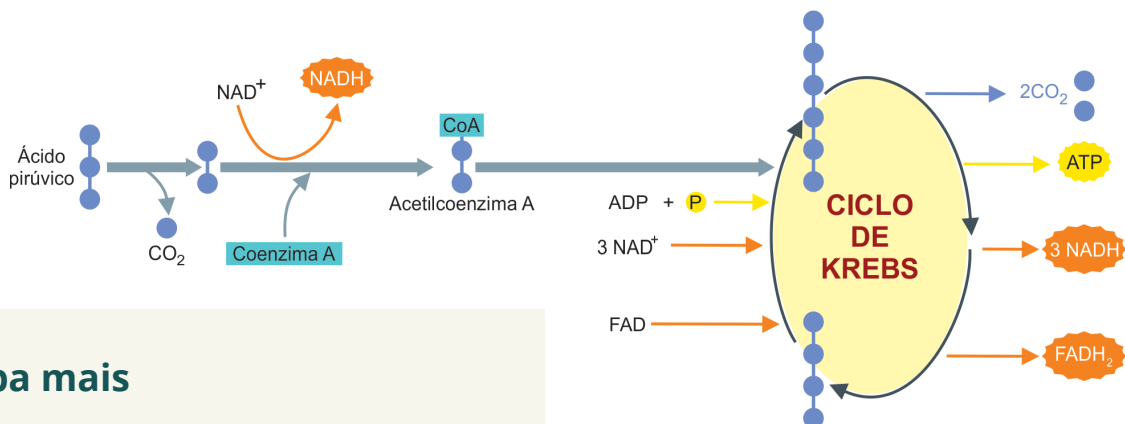 NAD+
NADH
Ácido
pirúvico
CO2
Coenzima A
CoA
Acetilcoenzima A
ADP + P
3 NAD+
FAD
CICLO
DE
KREBS
2CO2
ATP
3 NADH
FADH2
mais